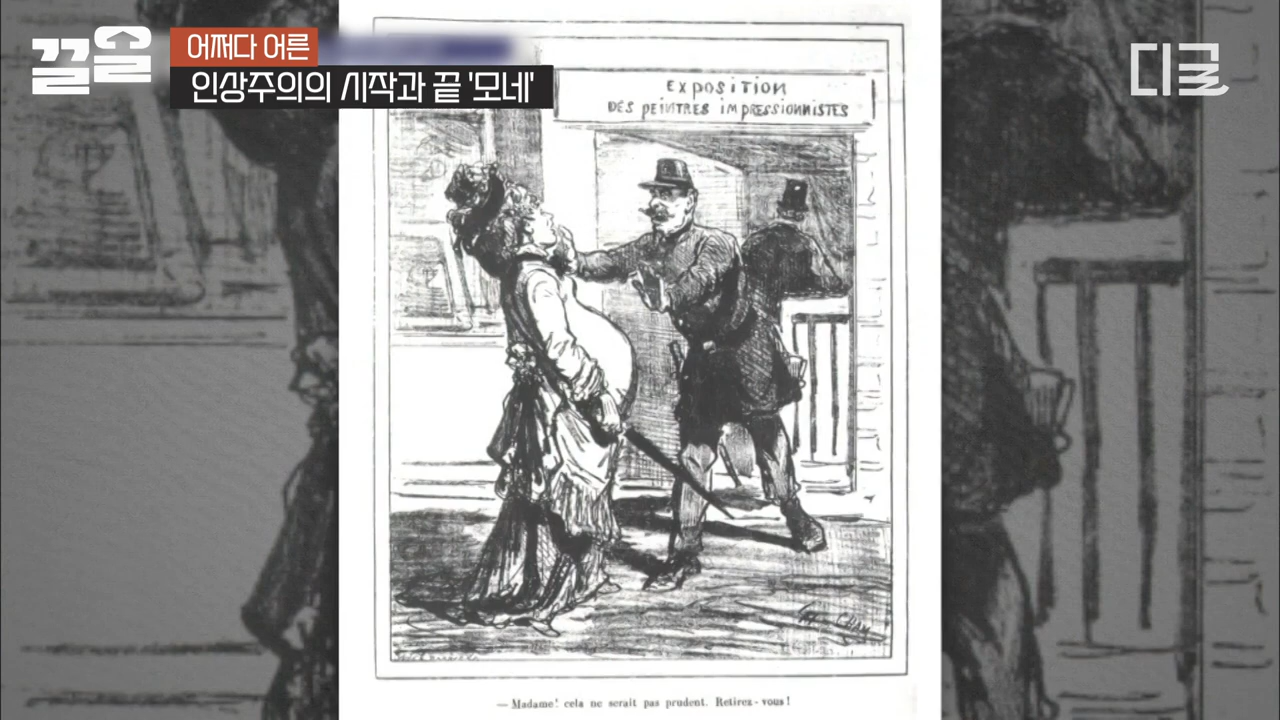 끌올
어쩌다 어른
인상주의의 시작과 끝 '모네'
디글
EXPOSITION
DES PEINTRES IMPRESSIONNISTES
— Madame! cela ne serait pas prudent. Retirez-vous!